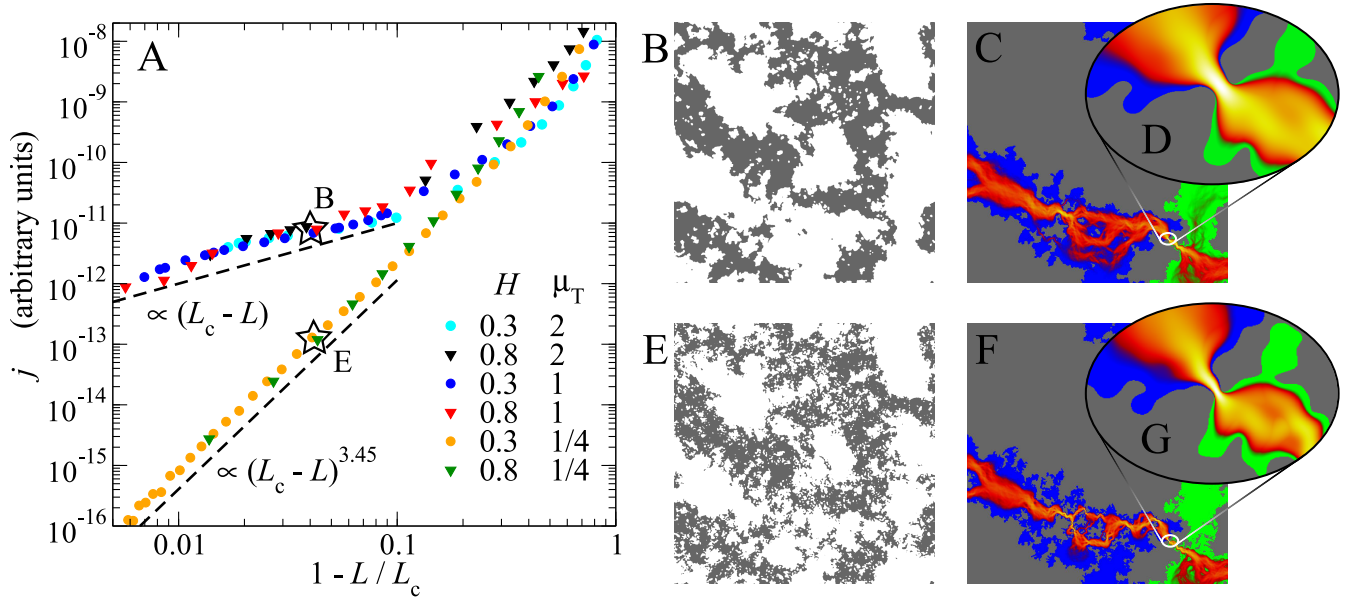 A
B
C
D
10^-8
10^-9
10^-10
10^-11
10^-12
10^-13
10^-14
10^-15
10^-16
j (arbitrary units)
B
∝ (L_c - L)
H μ_T
0.3 2
0.8 2
0.3 1
0.8 1
0.3 1/4
0.8 1/4
E
∝ (L_c - L)^3.45
0.01 0.1 1
1 - L / L_c
E
F
G